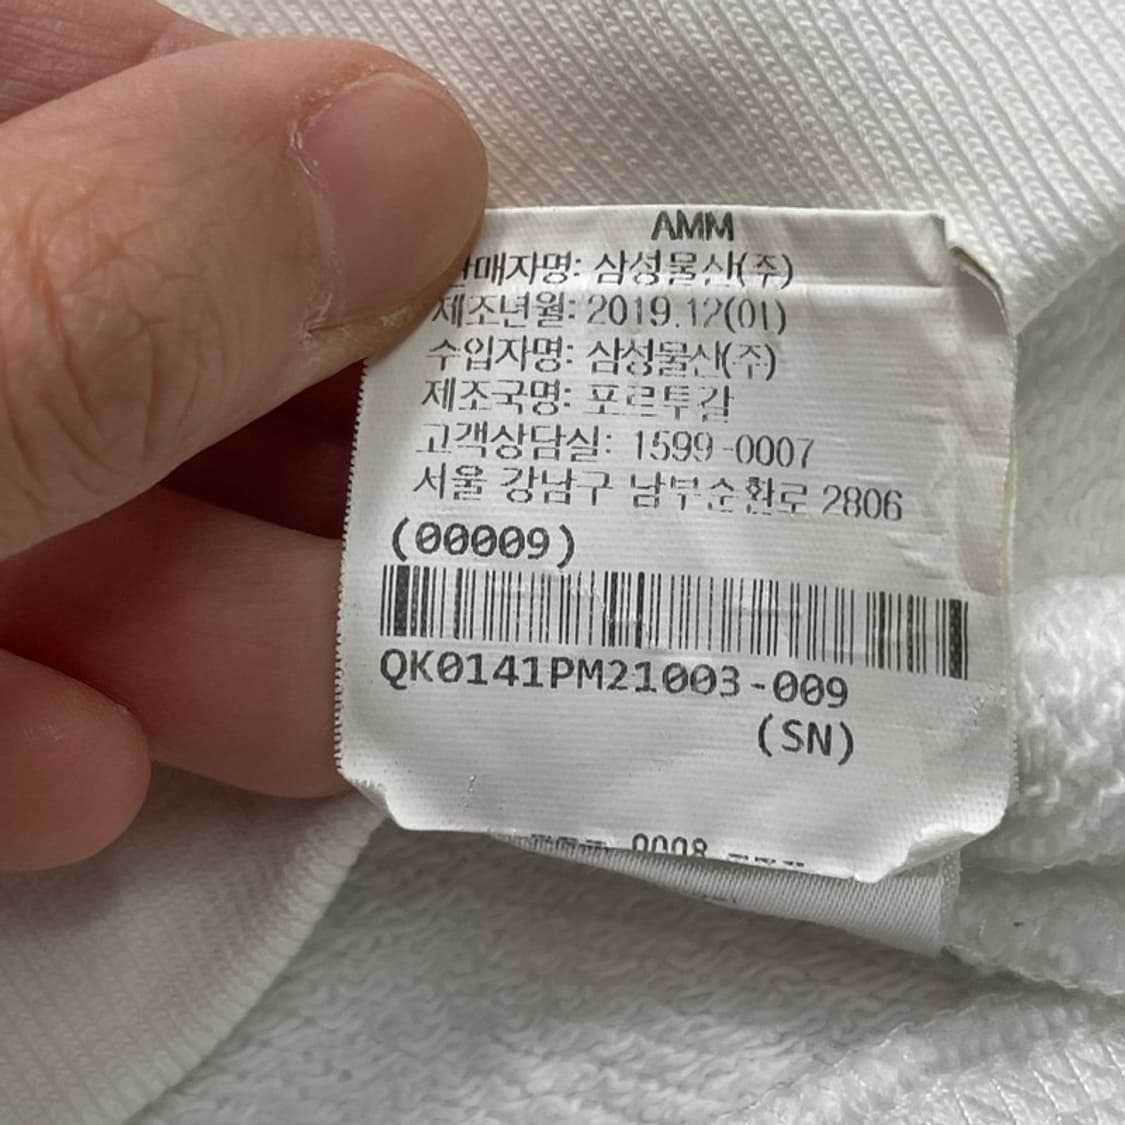 AMM
판매자명: 삼성물산(주)
제조년월: 2019.12(01)
수입자명: 삼성물산(주)
제조국명: 포르투갈
고객상담실: 1599-0007
서울 강남구 남부순환로 2806
(00009)
QK0141PM21003-009
(SN)
0008